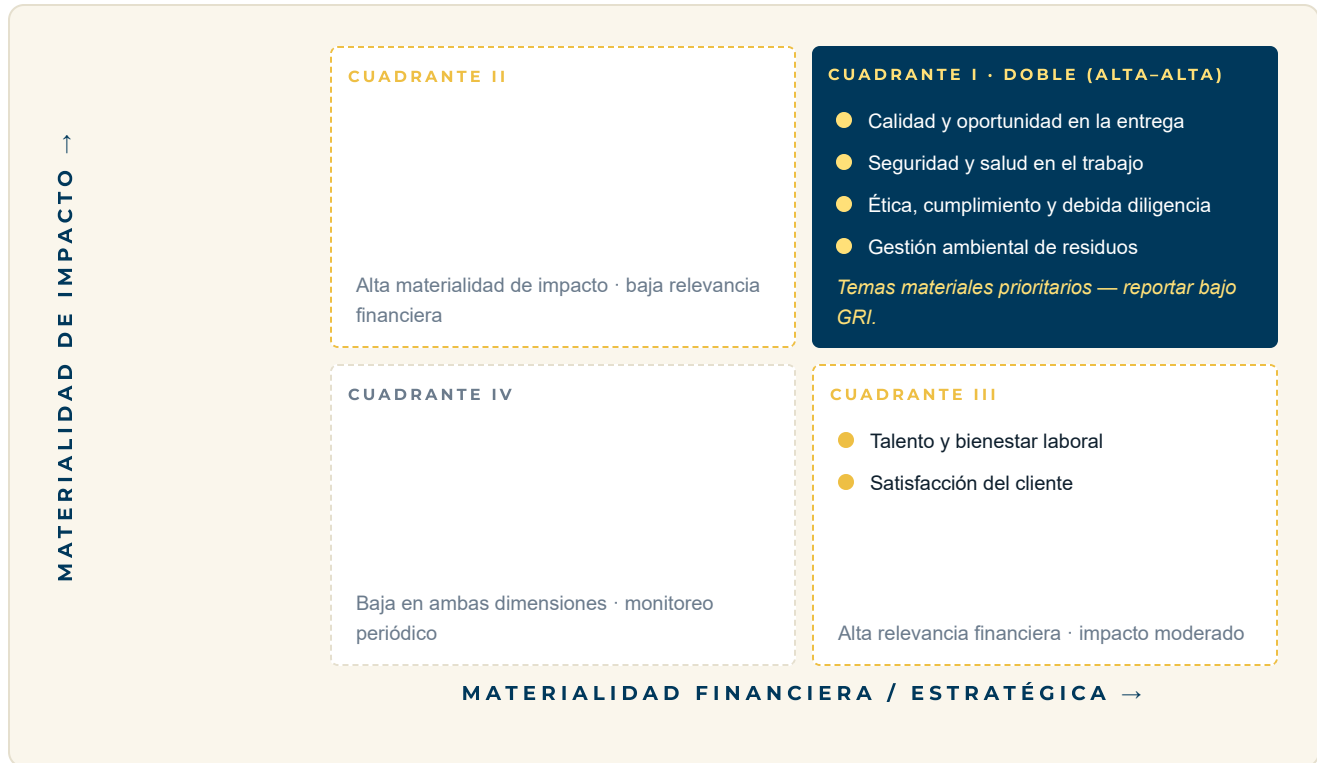 MATERIALIDAD DE IMPACTO →
CUADRANTE II
Alta materialidad de impacto · baja relevancia
financiera
CUADRANTE I · DOBLE (ALTA–ALTA)
Calidad y oportunidad en la entrega
Seguridad y salud en el trabajo
Ética, cumplimiento y debida diligencia
Gestión ambiental de residuos
Temas materiales prioritarios — reportar bajo
GRI.
CUADRANTE IV
Baja en ambas dimensiones · monitoreo
periódico
CUADRANTE III
Talento y bienestar laboral
Satisfacción del cliente
Alta relevancia financiera · impacto moderado
MATERIALIDAD FINANCIERA / ESTRATÉGICA →